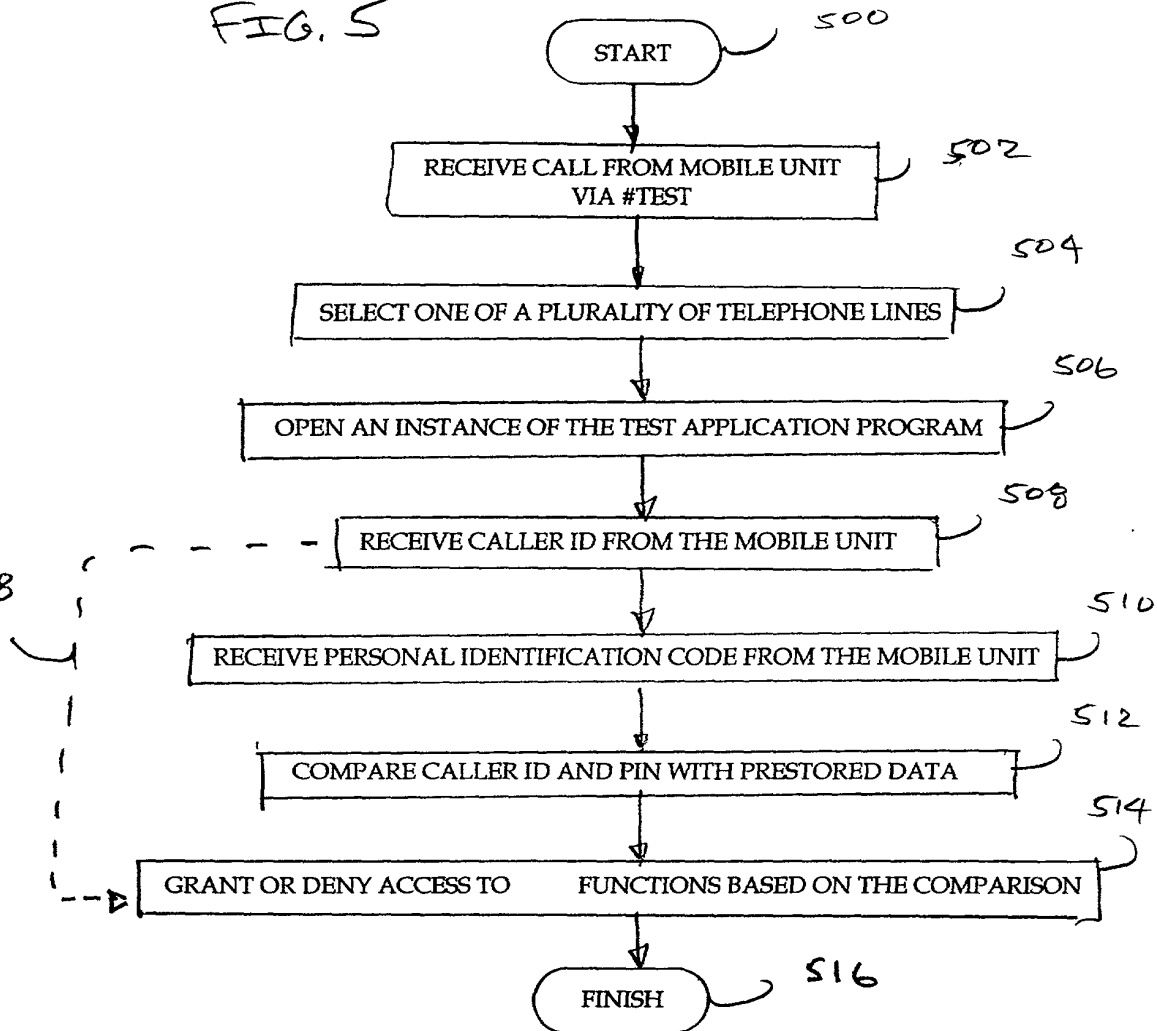 FIG. 5
START
500
RECEIVE CALL FROM MOBILE UNIT
VIA #TEST
502
SELECT ONE OF A PLURALITY OF TELEPHONE LINES
504
OPEN AN INSTANCE OF THE TEST APPLICATION PROGRAM
506
RECEIVE CALLER ID FROM THE MOBILE UNIT
508
8
RECEIVE PERSONAL IDENTIFICATION CODE FROM THE MOBILE UNIT
510
COMPARE CALLER ID AND PIN WITH PRESTORED DATA
512
GRANT OR DENY ACCESS TO FUNCTIONS BASED ON THE COMPARISON
514
FINISH
516